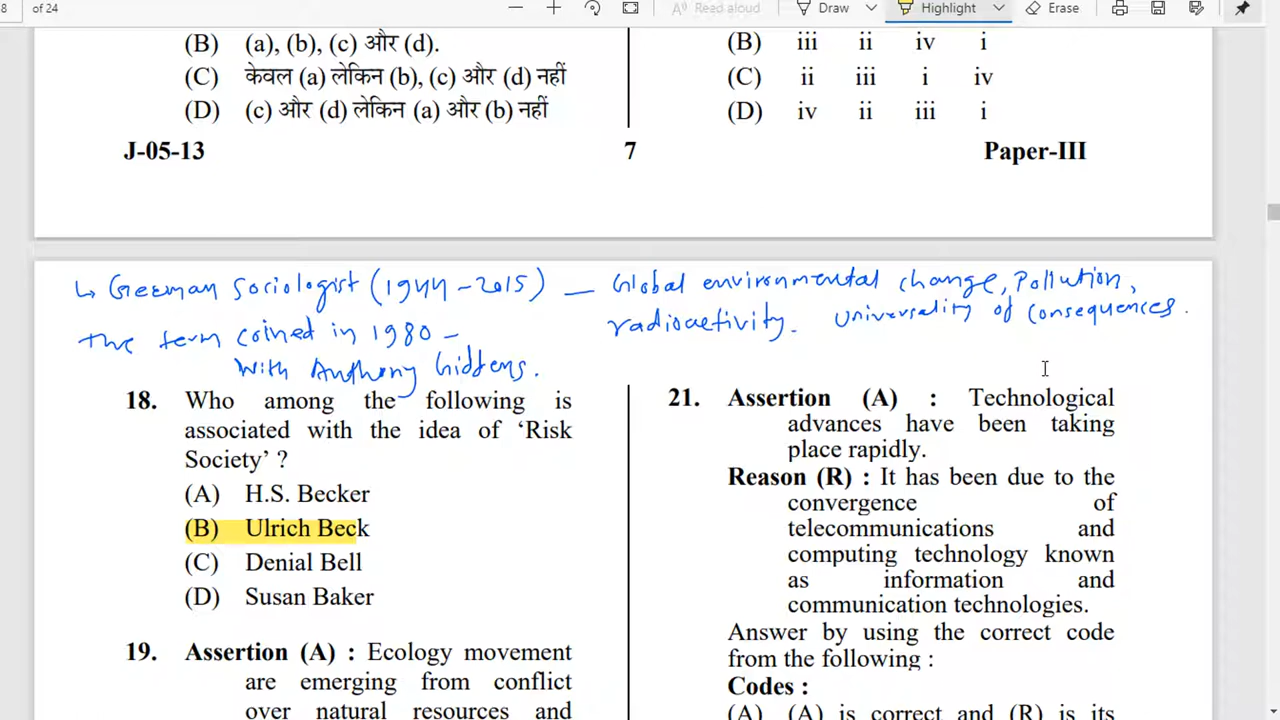 8 of 24
Read aloud
Draw
Highlight
Erase
(B) (a), (b), (c) और (d).
(C) केवल (a) लेकिन (b), (c) और (d) नहीं
(D) (c) और (d) लेकिन (a) और (b) नहीं
(B) iii ii iv i
(C) ii iii i iv
(D) iv ii iii i
J-05-13 7 Paper-III
↳ German Sociologist (1944-2015) — Global environmental change, Pollution,
radioactivity. Universality of consequences.
The term coined in 1980 -
with Anthony Giddens.
18. Who among the following is
associated with the idea of ‘Risk
Society’ ?
(A) H.S. Becker
(B) Ulrich Beck
(C) Denial Bell
(D) Susan Baker
19. Assertion (A) : Ecology movement
are emerging from conflict
over natural resources and
21. Assertion (A) : Technological
advances have been taking
place rapidly.
Reason (R) : It has been due to the
convergence of
telecommunications and
computing technology known
as information and
communication technologies.
Answer by using the correct code
from the following :
Codes :
(A) (A) is correct and (R) is its